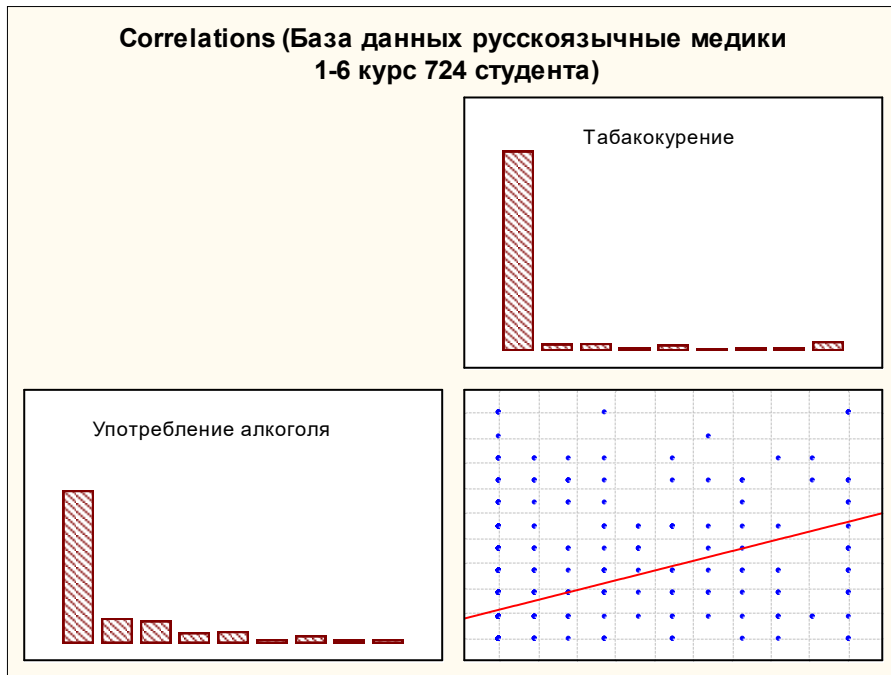 Correlations (База данных русскоязычные медики
1-6 курс 724 студента)
Табакокурение
Употребление алкоголя